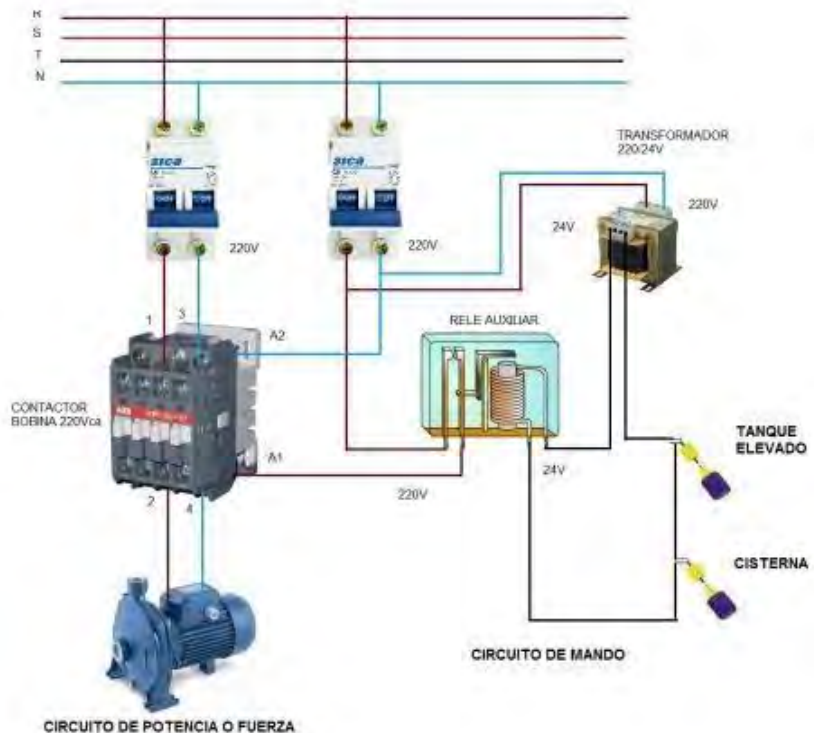 R
S
T
N
sica
sica
TRANSFORMADOR
220/24V
220V
24V
220V
220V
1
3
A2
RELE AUXILIAR
CONTACTOR
BOBINA 220Vca
ABB
A1
24V
220V
2
4
TANQUE
ELEVADO
CISTERNA
CIRCUITO DE MANDO
CIRCUITO DE POTENCIA O FUERZA